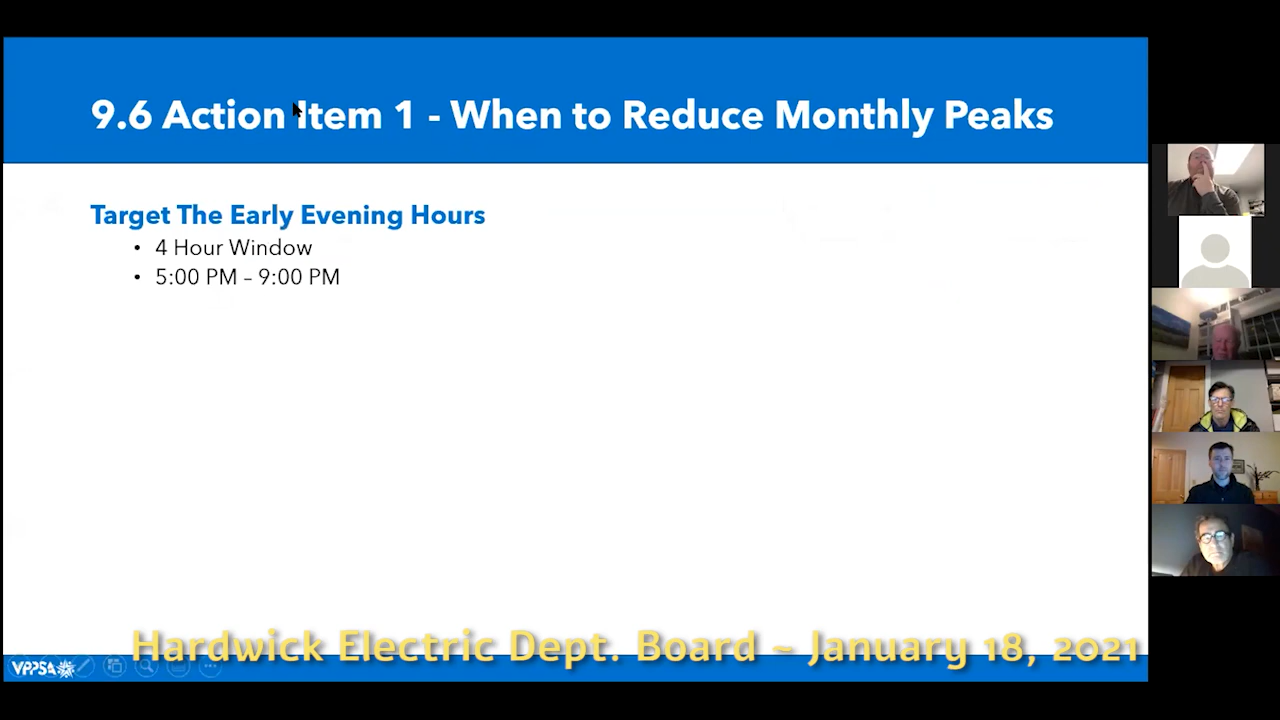 9.6 Action Item 1 - When to Reduce Monthly Peaks
Target The Early Evening Hours
• 4 Hour Window
• 5:00 PM – 9:00 PM
Hardwick Electric Dept. Board ~ January 18, 2021
VPPSA